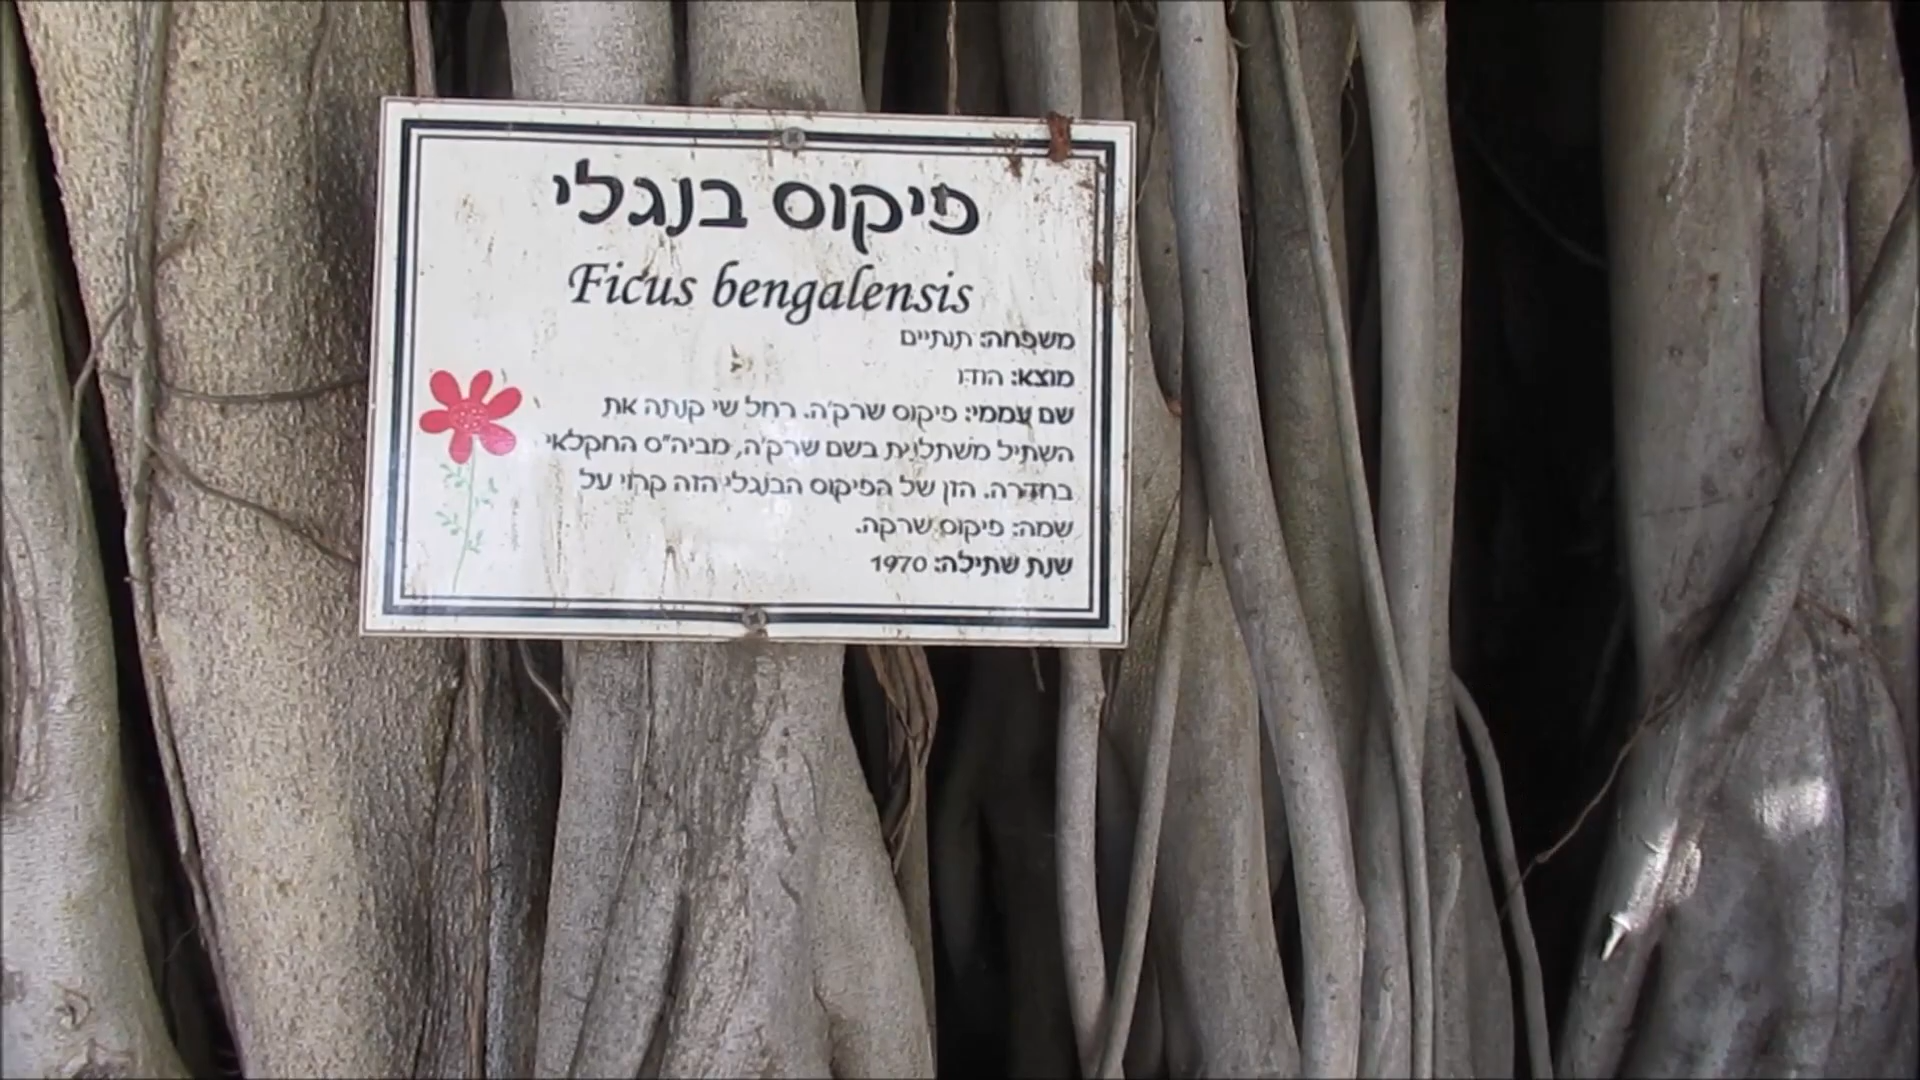 פיקוס בנגלי
Ficus bengalensis
משפחה: תותיים
מוצא: הודו
שם עממי: פיקוס שרק'ה. רחל שי קנתה את
השתיל משתלנית בשם שרק'ה, מביה"ס החקלאי
בחדרה. הזן של הפיקוס הבנגלי הזה קרוי על
שמה: פיקוס שרקה.
שנת שתילה: 1970